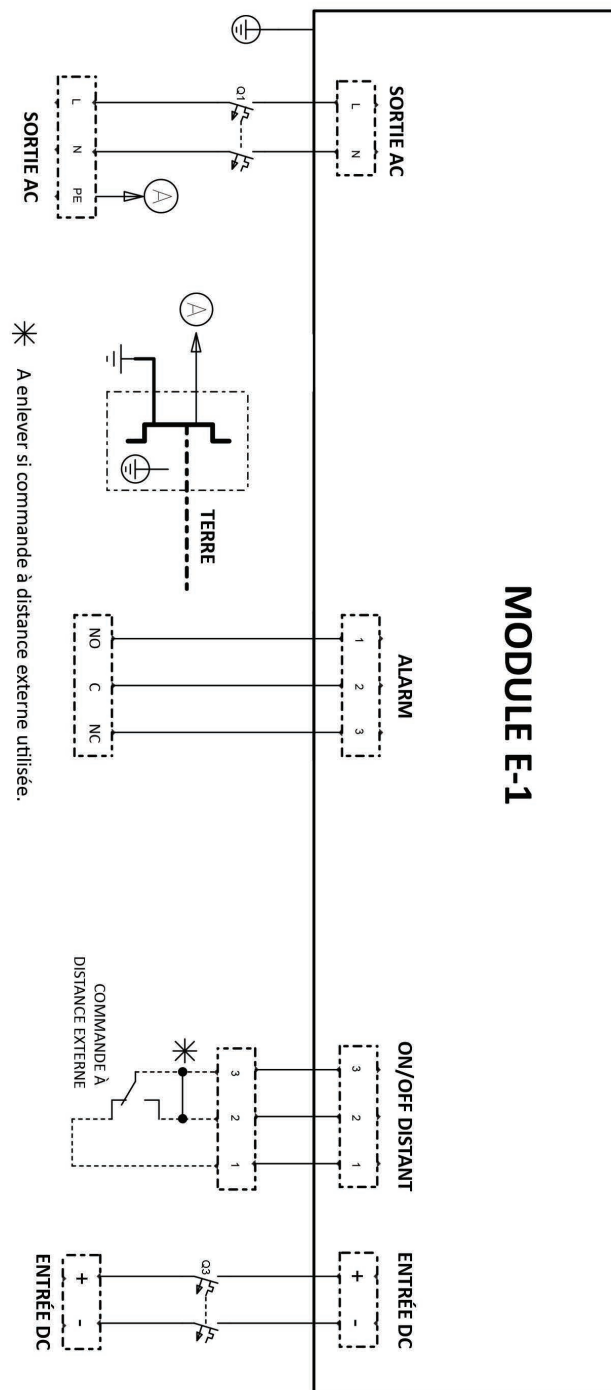 MODULE E-1
SORTIE AC
ALARM
ON/OFF DISTANT
ENTRÉE DC
L N
1 2 3
3 2 1
+ -
Q1
3 2 1
Q3
TERRE
A
A
NO C NC
COMMANDE À
DISTANCE EXTERNE
L N PE
+ -
SORTIE AC
ENTRÉE DC
A enlever si commande à distance externe utilisée.